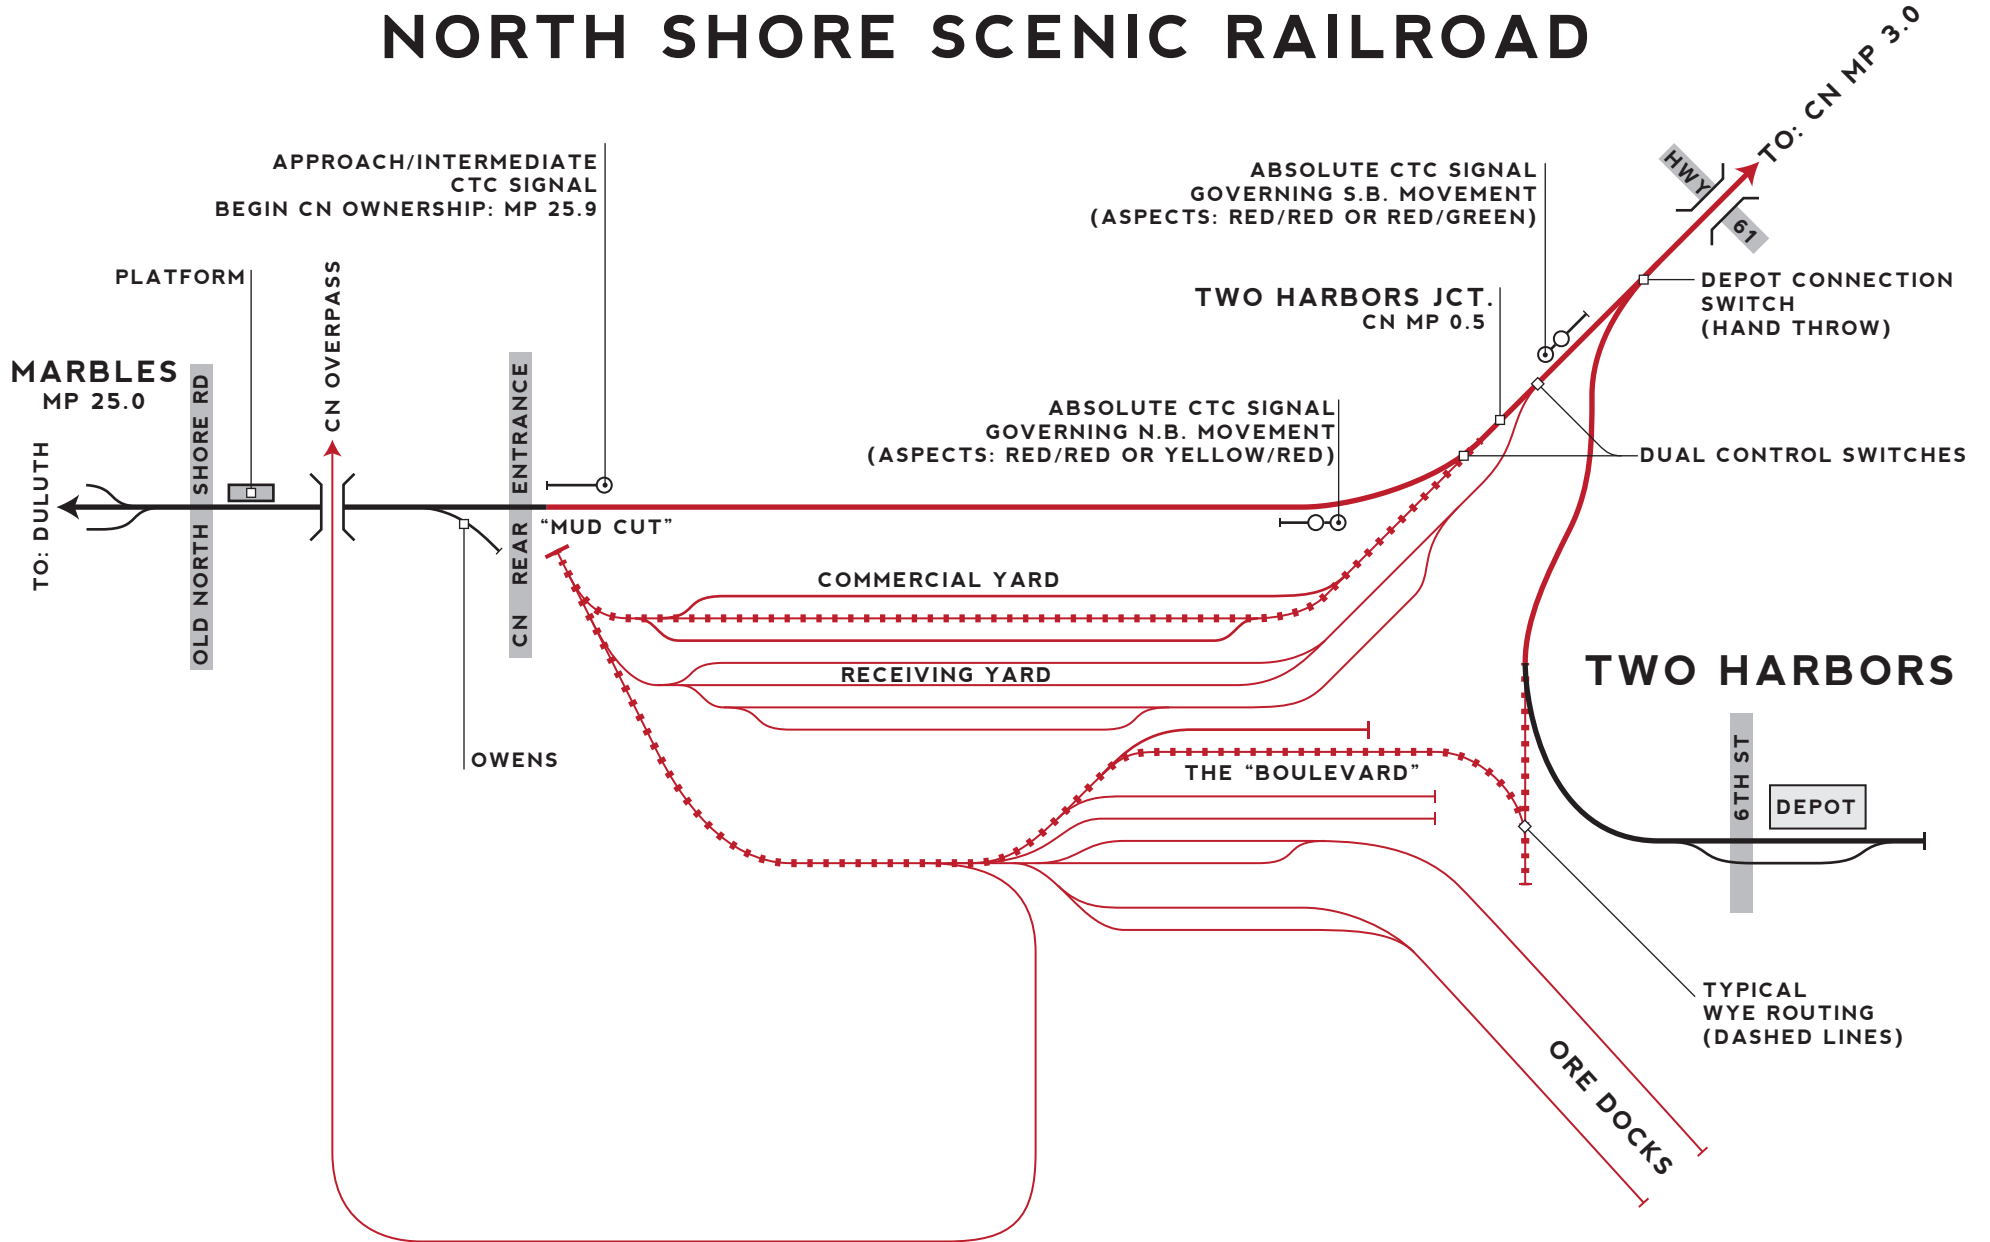 NORTH SHORE SCENIC RAILROAD
TO: CN MP 3.0
APPROACH/INTERMEDIATE
CTC SIGNAL
BEGIN CN OWNERSHIP: MP 25.9
ABSOLUTE CTC SIGNAL
GOVERNING S.B. MOVEMENT
(ASPECTS: RED/RED OR RED/GREEN)
HWY
61
PLATFORM
CN OVERPASS
DEPOT CONNECTION
SWITCH
(HAND THROW)
TWO HARBORS JCT.
CN MP 0.5
MARBLES
MP 25.0
OLD NORTH SHORE RD
CN REAR ENTRANCE
ABSOLUTE CTC SIGNAL
GOVERNING N.B. MOVEMENT
(ASPECTS: RED/RED OR YELLOW/RED)
DUAL CONTROL SWITCHES
TO: DULUTH
“MUD CUT”
COMMERCIAL YARD
RECEIVING YARD
TWO HARBORS
OWENS
THE “BOULEVARD”
6TH ST
DEPOT
TYPICAL
WYE ROUTING
(DASHED LINES)
ORE DOCKS